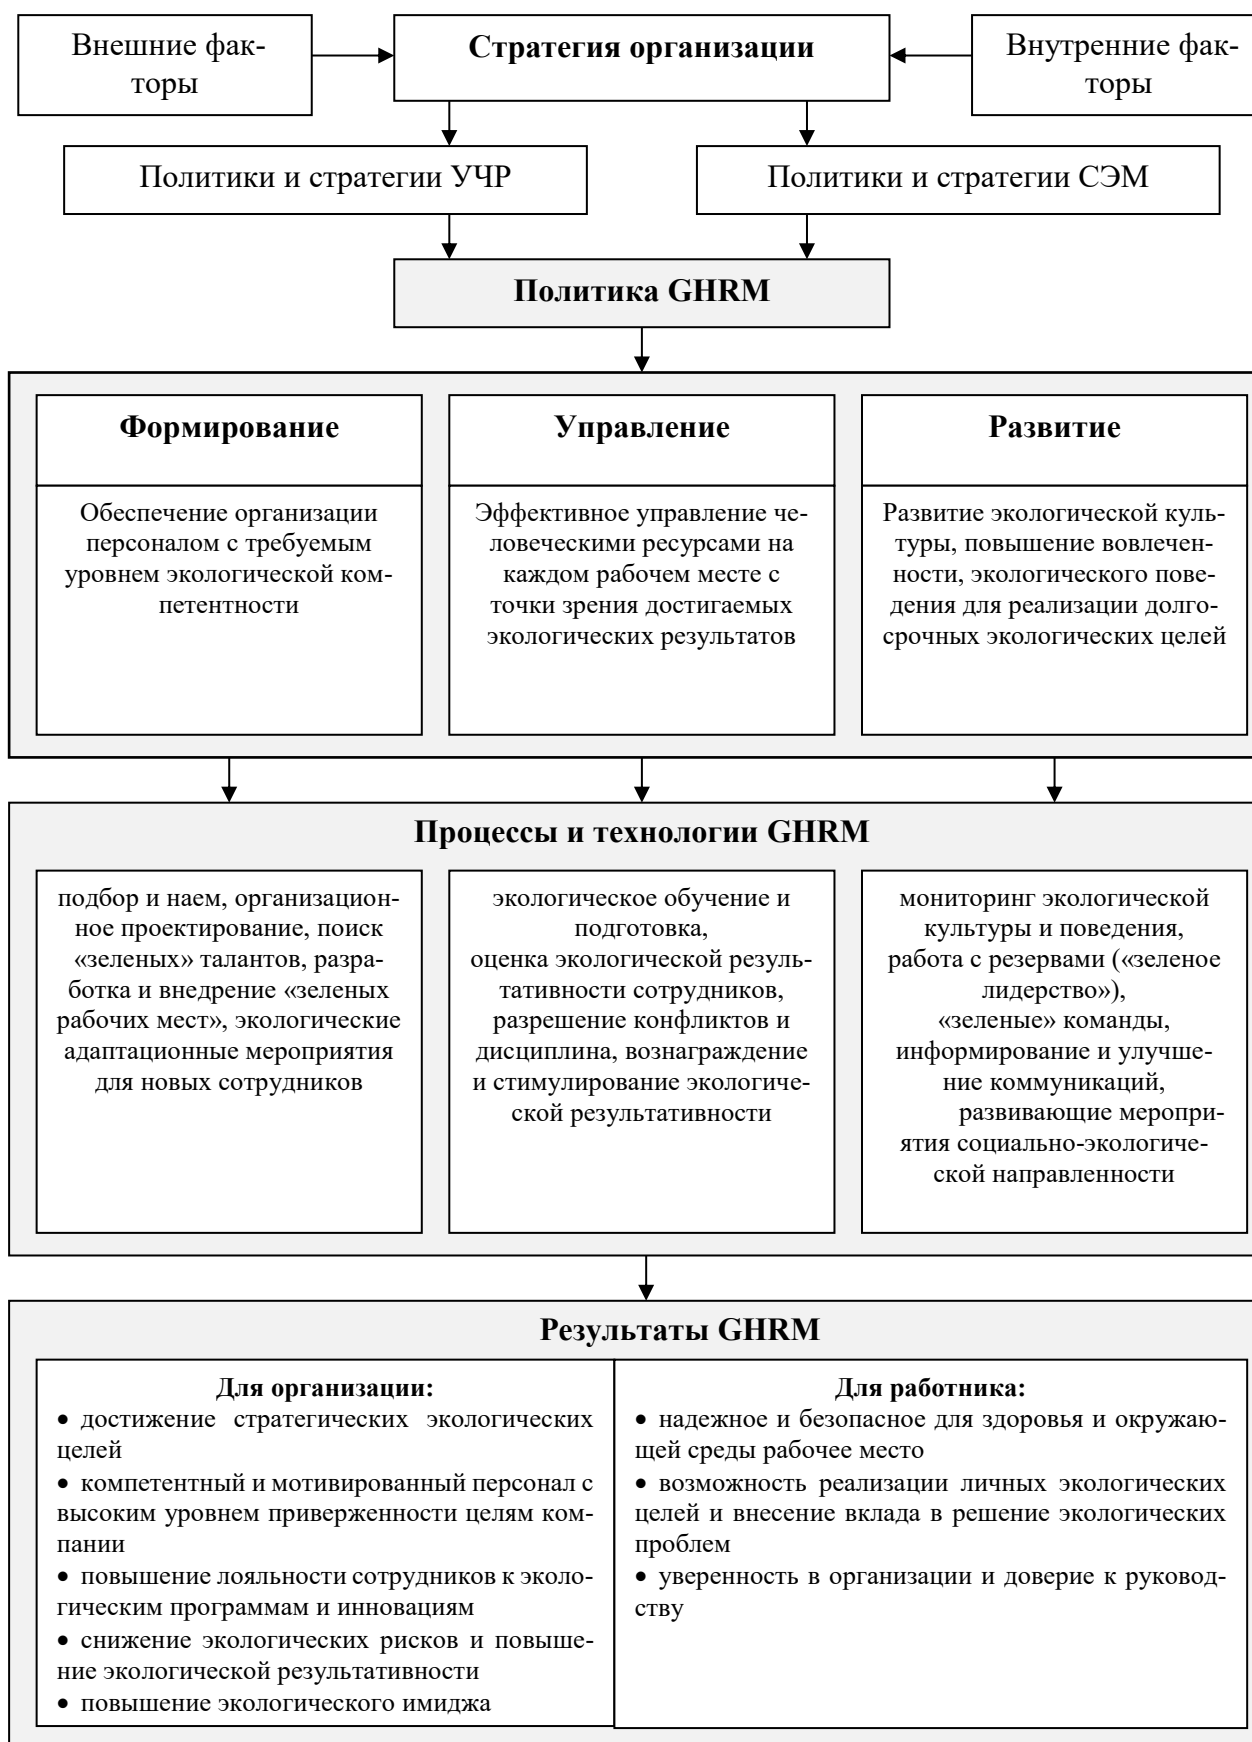 Внешние фак-
торы
Стратегия организации
Внутренние фак-
торы
Политики и стратегии УЧР
Политики и стратегии СЭМ
Политика GHRM
Формирование
Обеспечение организации
персоналом с требуемым
уровнем экологической ком-
петентности
Управление
Эффективное управление че-
ловеческими ресурсами на
каждом рабочем месте с
точки зрения достигаемых
экологических результатов
Развитие
Развитие экологической куль-
туры, повышение вовлечен-
ности, экологического пове-
дения для реализации долго-
срочных экологических целей
Процессы и технологии GHRM
подбор и наем, организацион-
ное проектирование, поиск
«зеленых» талантов, разра-
ботка и внедрение «зеленых
рабочих мест», экологические
адаптационные мероприятия
для новых сотрудников
экологическое обучение и
подготовка,
оценка экологической резуль-
тативности сотрудников,
разрешение конфликтов и
дисциплина, вознаграждение
и стимулирование экологиче-
ской результативности
мониторинг экологической
культуры и поведения,
работа с резервами («зеленое
лидерство»),
«зеленые» команды,
информирование и улучше-
ние коммуникаций,
развивающие меропри-
ятия социально-экологиче-
ской направленности
Результаты GHRM
Для организации:
• достижение стратегических экологических
целей
• компетентный и мотивированный персонал с
высоким уровнем приверженности целям ком-
пании
• повышение лояльности сотрудников к эколо-
гическим программам и инновациям
• снижение экологических рисков и повыше-
ние экологической результативности
• повышение экологического имиджа
Для работника:
• надежное и безопасное для здоровья и окружаю-
щей среды рабочее место
• возможность реализации личных экологических
целей и внесение вклада в решение экологических
проблем
• уверенность в организации и доверие к руковод-
ству